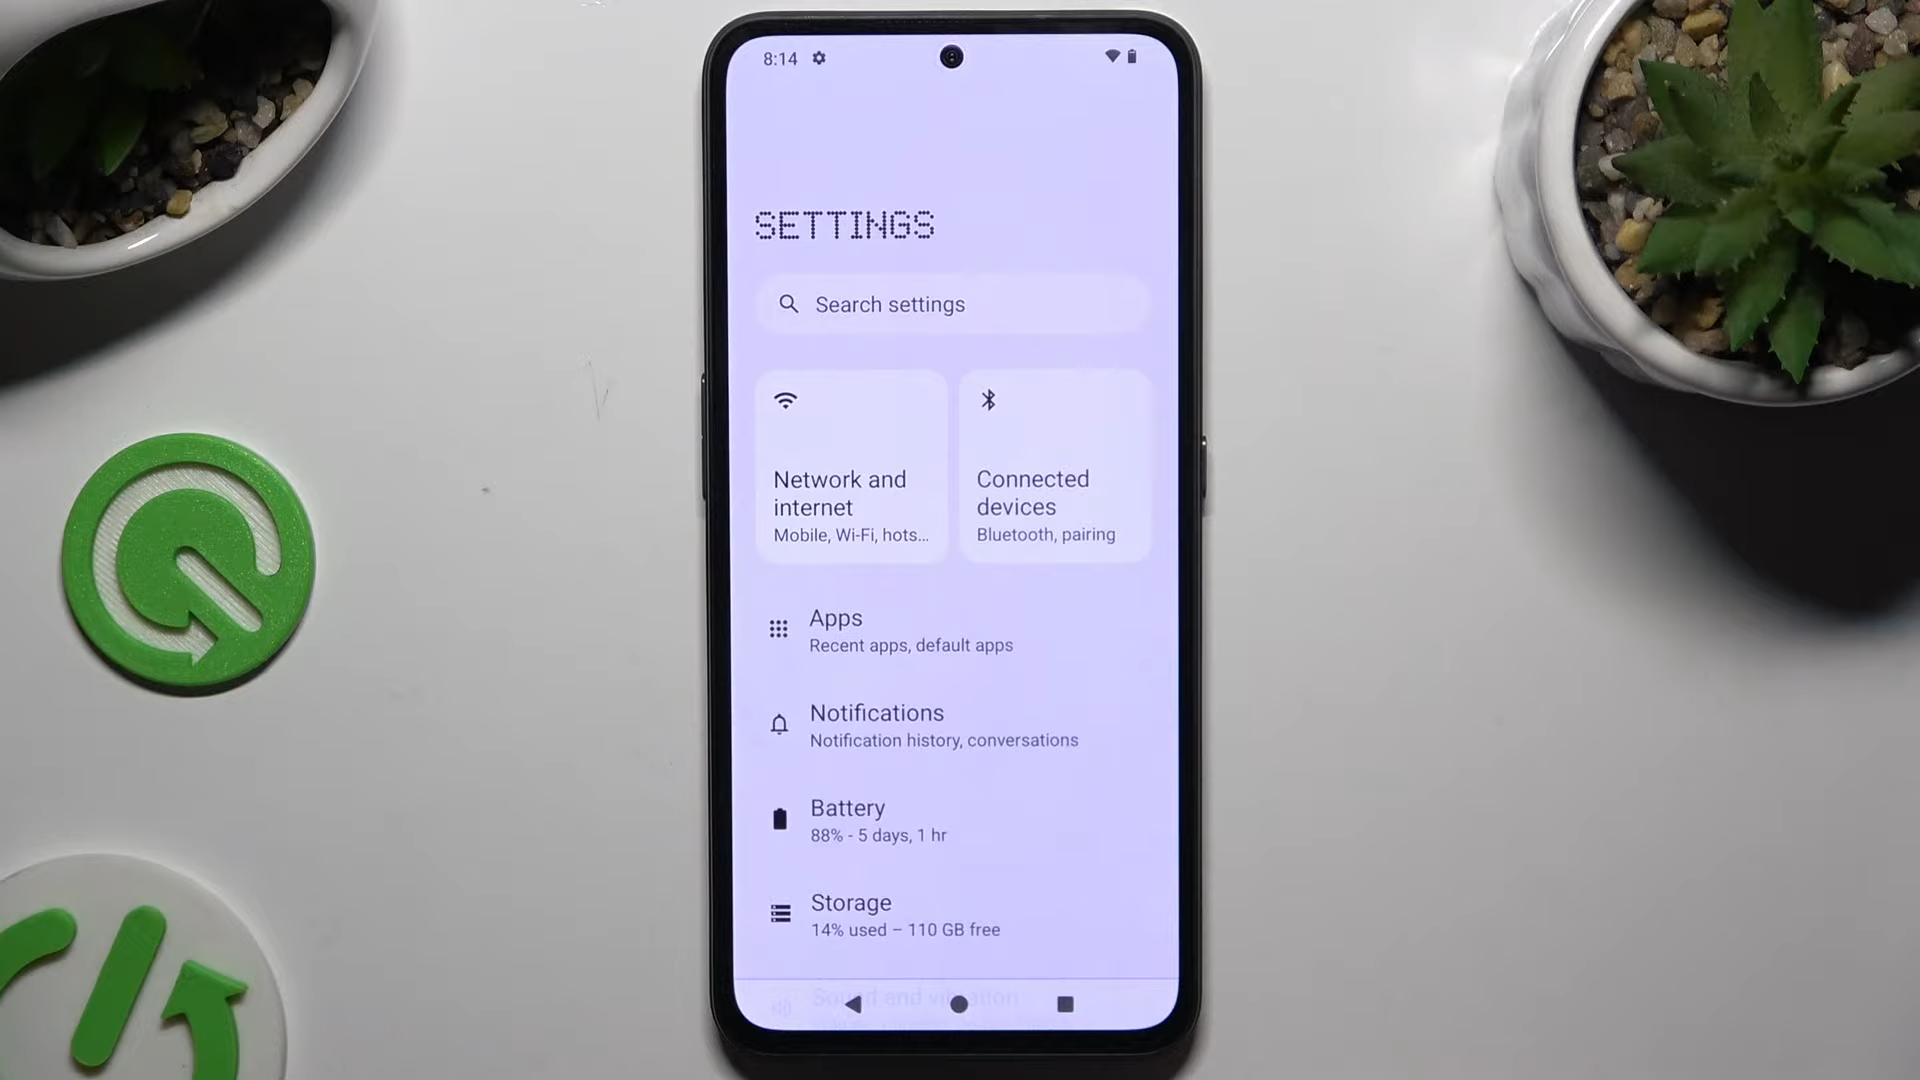 8:14
SETTINGS
Search settings
Network and
internet
Mobile, Wi-Fi, hots...
Connected
devices
Bluetooth, pairing
Apps
Recent apps, default apps
Notifications
Notification history, conversations
Battery
88% - 5 days, 1 hr
Storage
14% used – 110 GB free
Sound and vibration